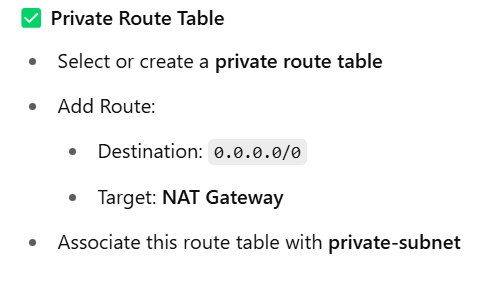 Private Route Table
Select or create a private route table
Add Route:
Destination: 0.0.0.0/0
Target: NAT Gateway
Associate this route table with private-subnet